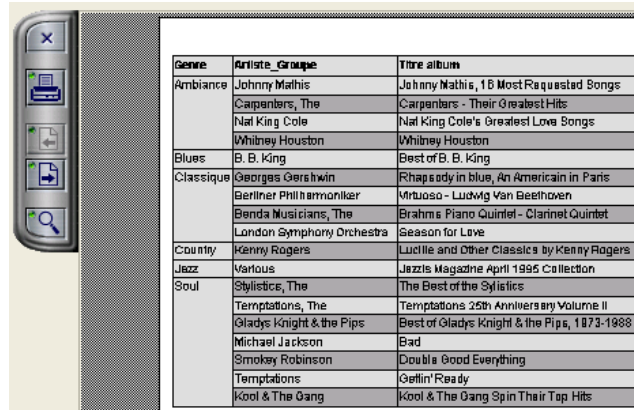 Genre Artiste_Groupe Titre album
Ambiance Johnny Mathis Johnny Mathis, 16 Most Requested Songs
Carpenters, The Carpenters - Their Greatest Hits
Nat King Cole Nat King Cole's Greatest Love Songs
Whitney Houston Whitney Houston
Blues B. B. King Best of B. B. King
Classique Georges Gershwin Rhapsody in blue, An Americain in Paris
Berliner Philharmoniker Virtuoso - Ludwig Van Beethoven
Benda Musicians, The Brahms Piano Quintet - Clarinet Quintet
London Symphony Orchestra Season for Love
Country Kenny Rogers Lucille and Other Classics by Kenny Rogers
Jazz Various Jazzis Magazine April 1995 Collection
Soul Stylistics, The The Best of the Sylistics
Temptations, The Temptations 25th Anniversary Volume II
Gladys Knight & the Pips Best of Gladys Knight & the Pips, 1973-1988
Michael Jackson Bad
Smokey Robinson Double Good Everything
Temptations Gettin' Ready
Kool & The Gang Kool & The Gang Spin Their Top Hits